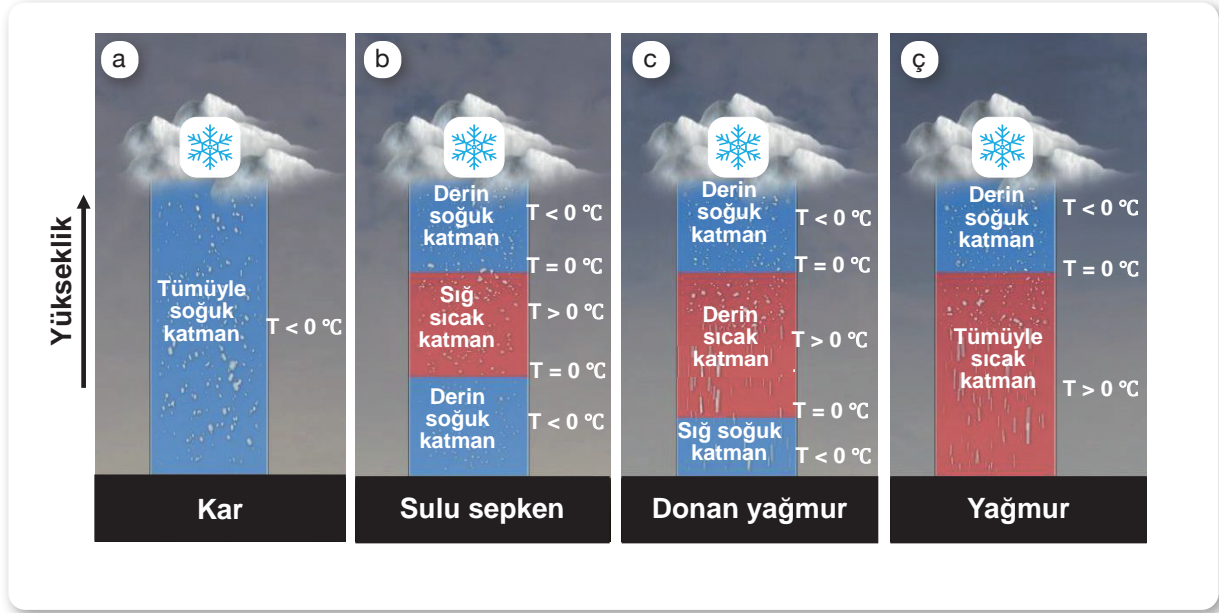 a
Yükseklik
Tümüyle
soğuk
katman
T < 0 °C
Kar
b
Derin
soğuk
katman
T < 0 °C
T = 0 °C
Sığ
sıcak
katman
T > 0 °C
T = 0 °C
Derin
soğuk
katman
T < 0 °C
Sulu sepken
c
Derin
soğuk
katman
T < 0 °C
T = 0 °C
Derin
sıcak
katman
T > 0 °C
T = 0 °C
Sığ soğuk
katman
T < 0 °C
Donan yağmur
ç
Derin
soğuk
katman
T < 0 °C
T = 0 °C
Tümüyle
sıcak
katman
T > 0 °C
Yağmur